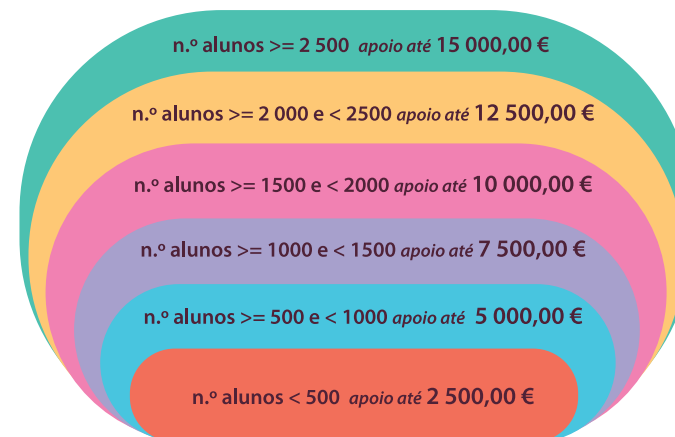 n.º alunos >= 2 500 apoio até 15 000,00 €
n.º alunos >= 2 000 e < 2500 apoio até 12 500,00 €
n.º alunos >= 1500 e < 2000 apoio até 10 000,00 €
n.º alunos >= 1000 e < 1500 apoio até 7 500,00 €
n.º alunos >= 500 e < 1000 apoio até 5 000,00 €
n.º alunos < 500 apoio até 2 500,00 €